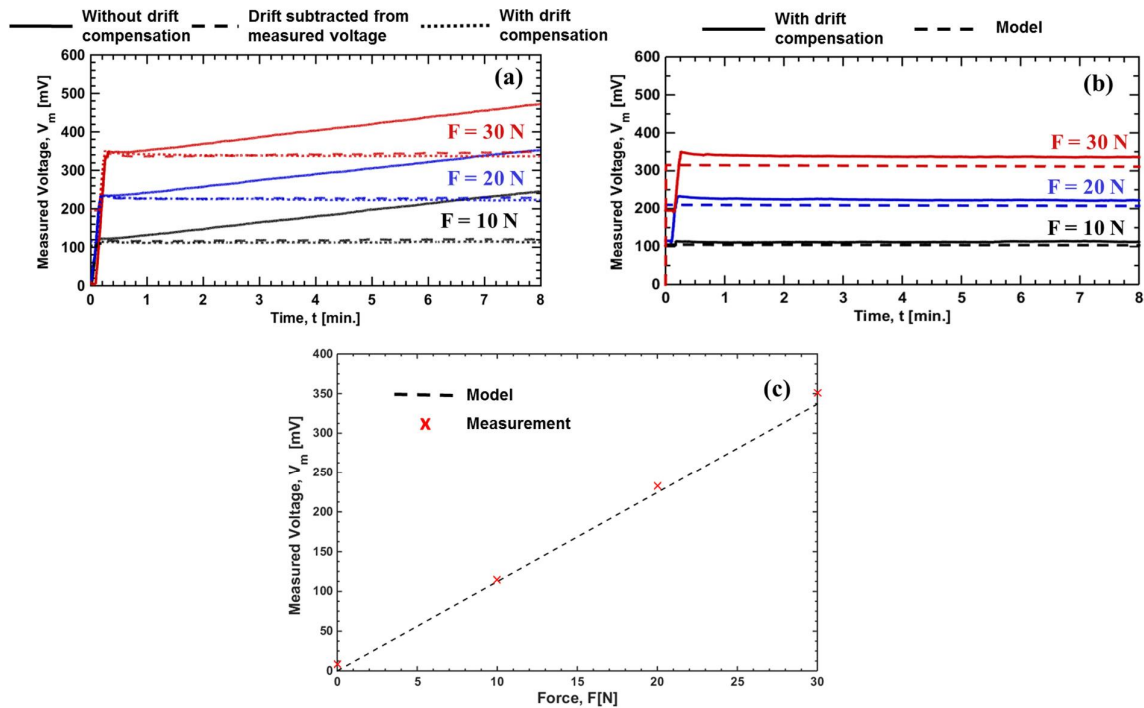 Without drift
compensation
Drift subtracted from
measured voltage
With drift
compensation
(a)
600
500
400
300
200
100
0
Measured Voltage, Vm [mV]
F = 30 N
F = 20 N
F = 10 N
0 1 2 3 4 5 6 7 8
Time, t [min.]
With drift
compensation
Model
(b)
600
500
400
300
200
100
0
Measured Voltage, Vm [mV]
F = 30 N
F = 20 N
F = 10 N
0 1 2 3 4 5 6 7 8
Time, t [min.]
(c)
Model
Measurement
400
350
300
250
200
150
100
50
0
Measured Voltage, Vm [mV]
0 5 10 15 20 25 30
Force, F[N]